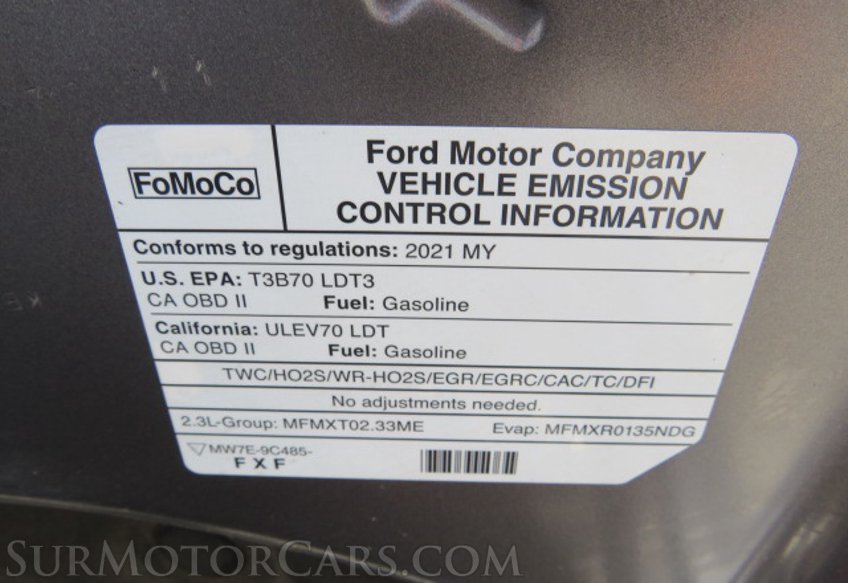 FoMoCo
Ford Motor Company
VEHICLE EMISSION
CONTROL INFORMATION
Conforms to regulations: 2021 MY
U.S. EPA: T3B70 LDT3
CA OBD II Fuel: Gasoline
California: ULEV70 LDT
CA OBD II Fuel: Gasoline
TWC/HO2S/WR-HO2S/EGR/EGRC/CAC/TC/DFI
No adjustments needed.
2.3L-Group: MFMXT02.33ME Evap: MFMXR0135NDG
MW7E-9C485-
FXF
SurMotorCars.com